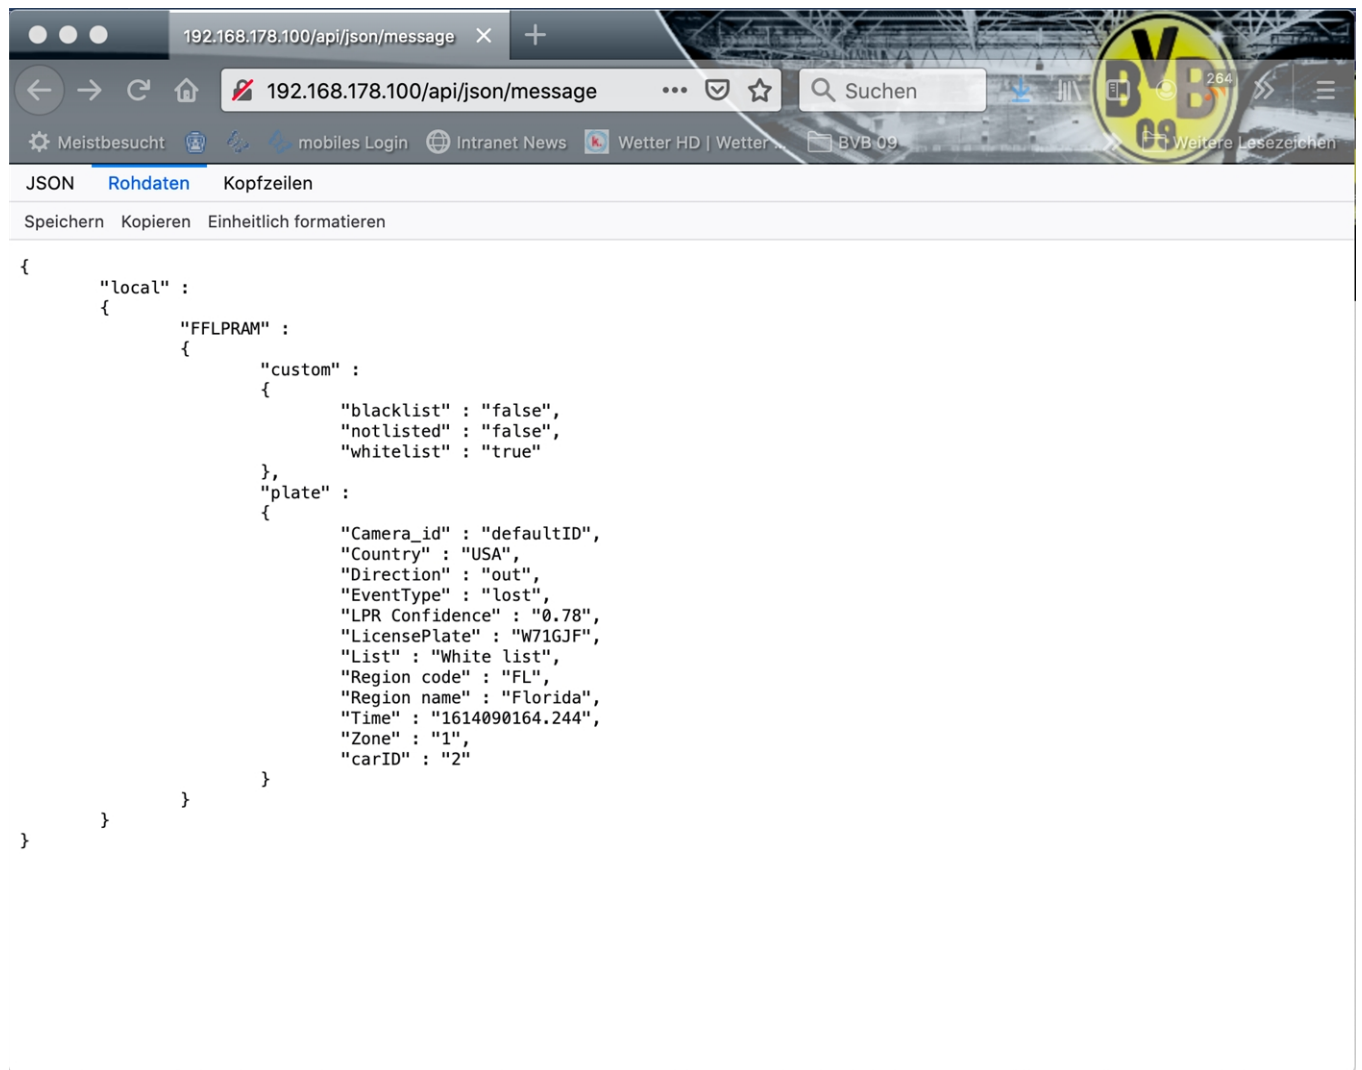 192.168.178.100/api/json/message
192.168.178.100/api/json/message
Suchen
264
BVB 09
Meistbesucht
mobiles Login
Intranet News
k.
Wetter HD | Wetter ...
BVB 09
Weitere Lesezeichen
JSON Rohdaten Kopfzeilen
Speichern Kopieren Einheitlich formatieren
{
"local" :
{
"FFLPRAM" :
{
"custom" :
{
"blacklist" : "false",
"notlisted" : "false",
"whitelist" : "true"
},
"plate" :
{
"Camera_id" : "defaultID",
"Country" : "USA",
"Direction" : "out",
"EventType" : "lost",
"LPR Confidence" : "0.78",
"LicensePlate" : "W71GJF",
"List" : "White list",
"Region code" : "FL",
"Region name" : "Florida",
"Time" : "1614090164.244",
"Zone" : "1",
"carID" : "2"
}
}
}
}